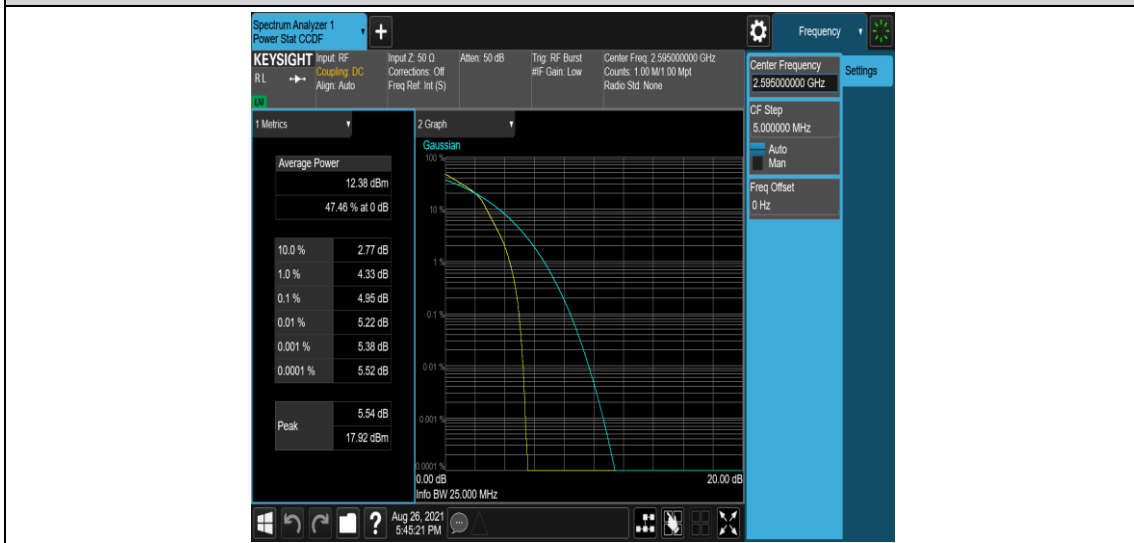 Spectrum Analyzer 1
Power Stat CCDF
+
Frequency
KEYSIGHT
RL
LXI
Input: RF
Coupling: DC
Align: Auto
Input Z: 50 Ω
Corrections: Off
Freq Ref: Int (S)
Atten: 50 dB
Trig: RF Burst
#IF Gain: Low
Center Freq: 2.595000000 GHz
Counts: 1.00 M/1.00 Mpt
Radio Std: None
Center Frequency
2.595000000 GHz
Settings
CF Step
5.000000 MHz
Auto
Man
Freq Offset
0 Hz
1 Metrics
Average Power
12.38 dBm
47.46 % at 0 dB
10.0 % 2.77 dB
1.0 % 4.33 dB
0.1 % 4.95 dB
0.01 % 5.22 dB
0.001 % 5.38 dB
0.0001 % 5.52 dB
Peak
5.54 dB
17.92 dBm
2 Graph
Gaussian
100 %
10 %
1 %
0.1 %
0.01 %
0.001 %
0.0001 %
0.00 dB 20.00 dB
Info BW 25.000 MHz
?
Aug 26, 2021
5:45:21 PM